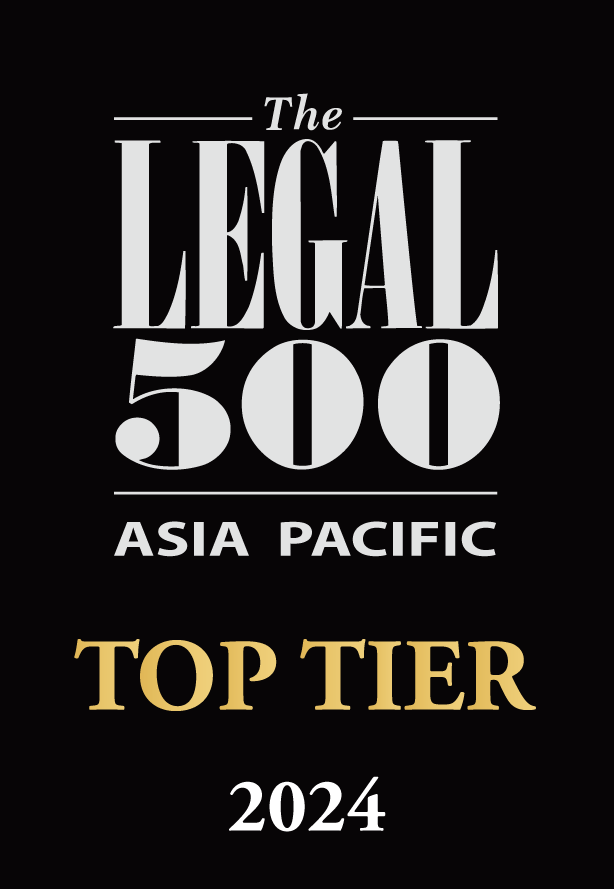 The
LEGAL
500
ASIA PACIFIC
TOP TIER
2024